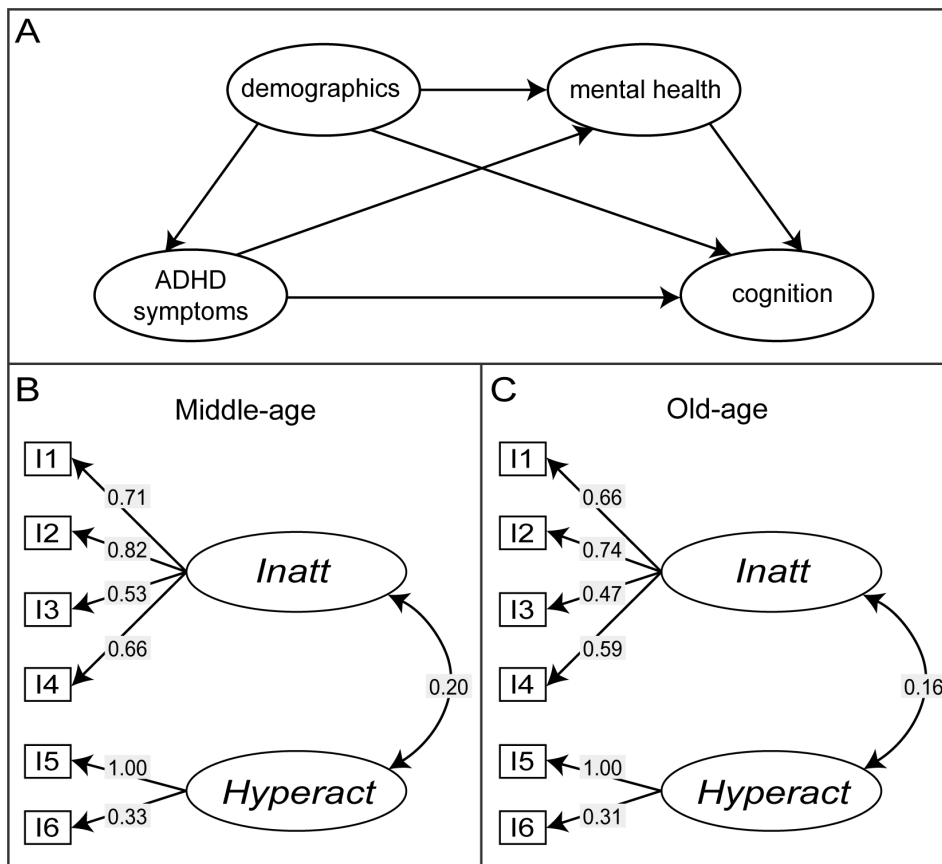 A
demographics
mental health
ADHD
symptoms
cognition
B
Middle-age
I1
0.71
I2
0.82
Inatt
I3
0.53
0.66
I4
0.20
I5
1.00
Hyperact
I6
0.33
C
Old-age
I1
0.66
I2
0.74
Inatt
I3
0.47
0.59
I4
0.16
I5
1.00
Hyperact
I6
0.31